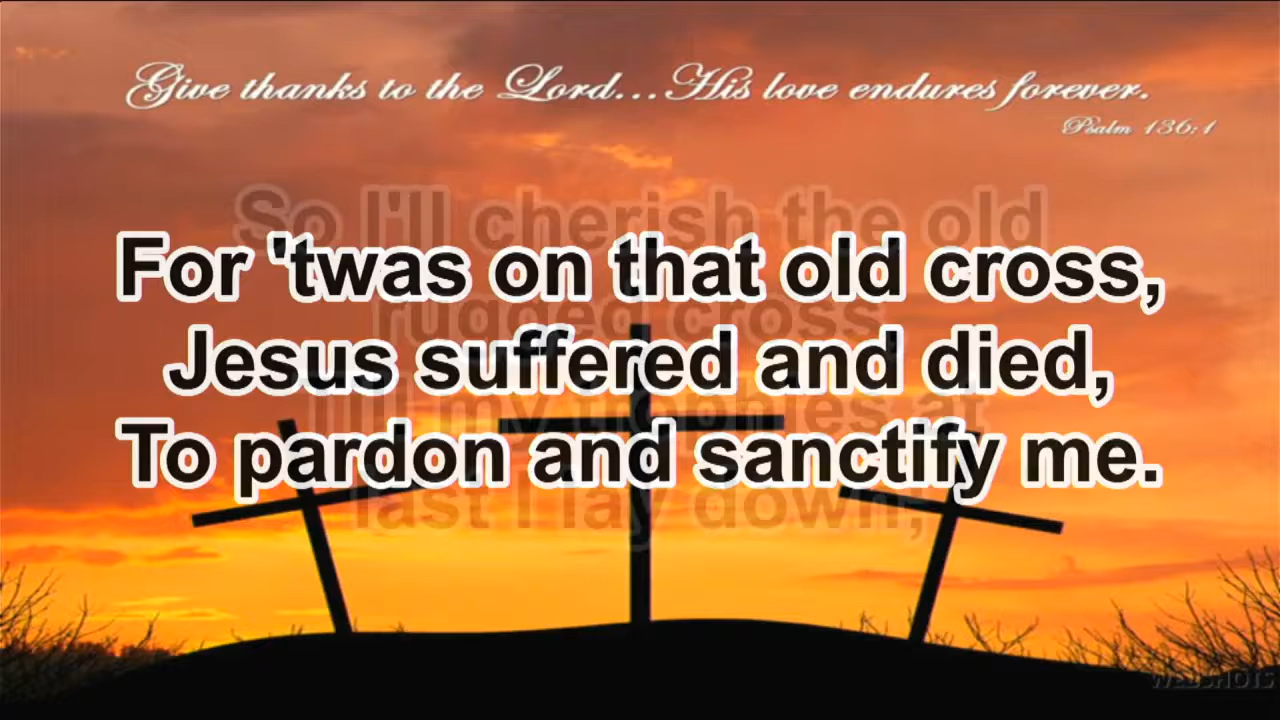 Give thanks to the Lord...His love endures forever.
Psalm 136:1
So I'll cherish the old
For 'twas on that old cross,
rugged cross,
Jesus suffered and died,
Till my trophies at
To pardon and sanctify me.
last I lay down,
WEBSHOTS